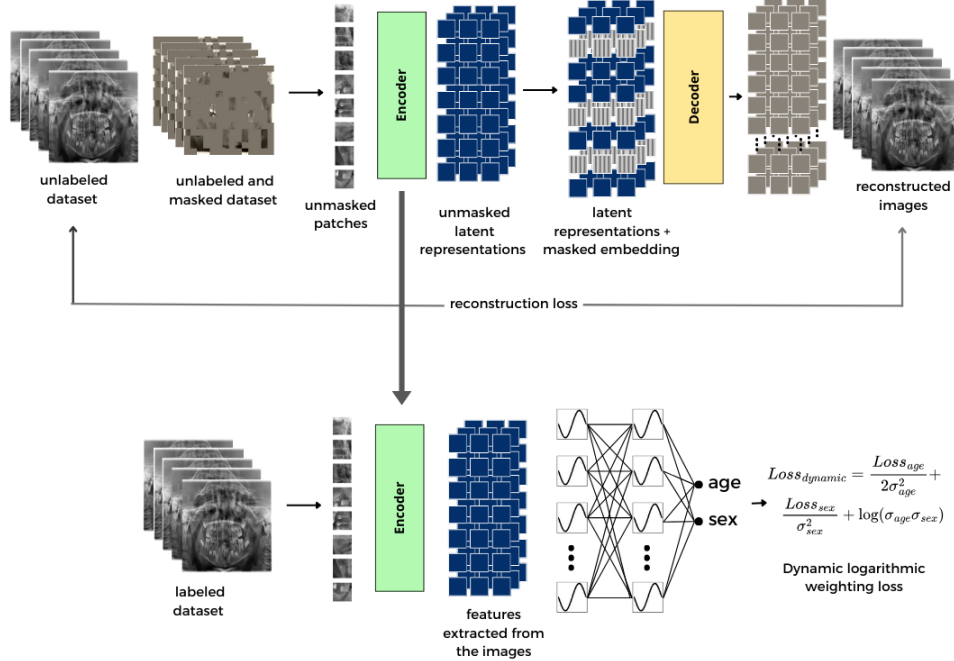 unlabeled
dataset
unlabeled and
masked dataset
unmasked
patches
Encoder
unmasked
latent
representations
latent
representations +
masked embedding
Decoder
reconstructed
images
reconstruction loss
labeled
dataset
Encoder
features
extracted from
the images
age
sex
Loss_{dynamic} = \frac{Loss_{age}}{2\sigma_{age}^2} +
\frac{Loss_{sex}}{\sigma_{sex}^2} + \log(\sigma_{age}\sigma_{sex})
Dynamic logarithmic
weighting loss